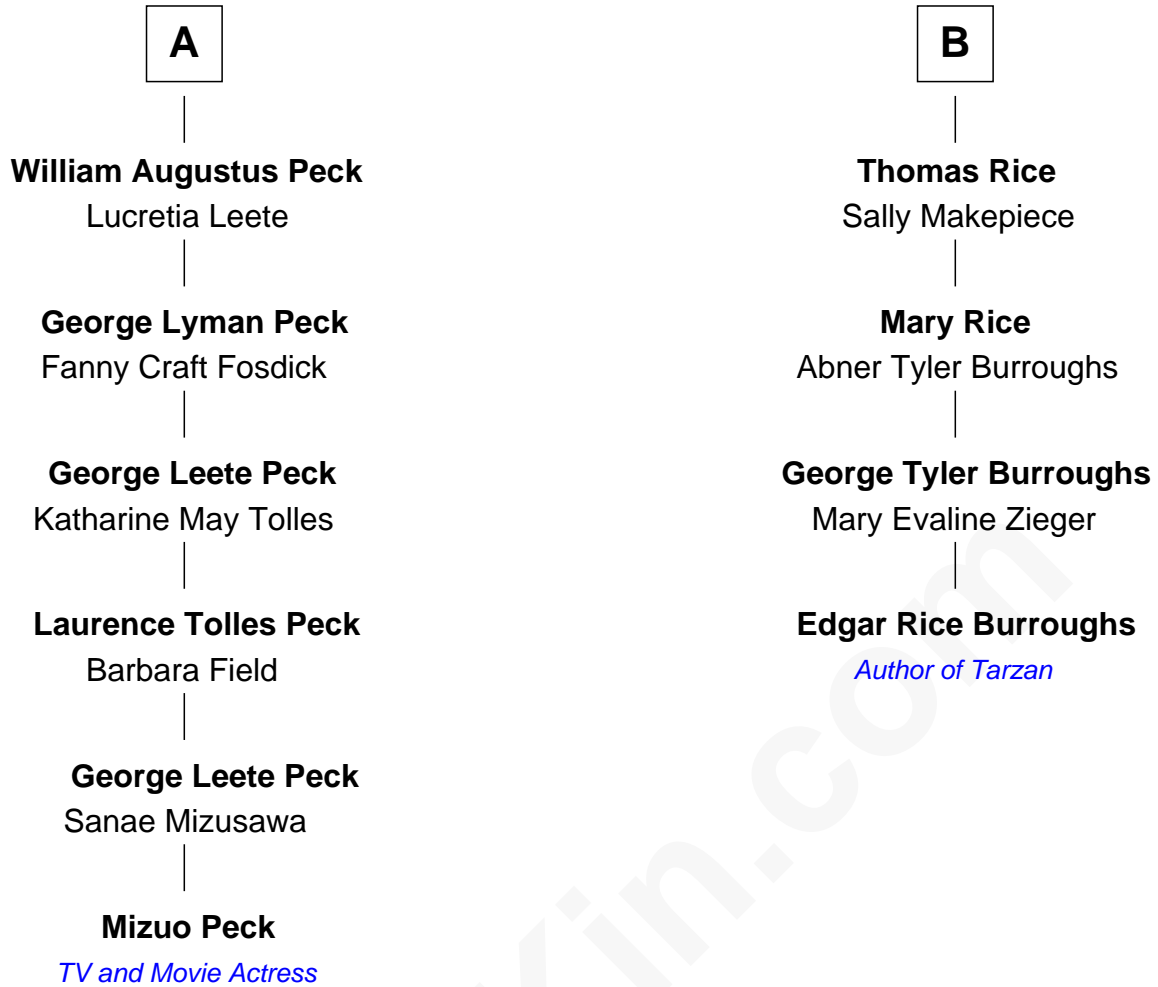 A
William Augustus Peck
Lucretia Leete
George Lyman Peck
Fanny Craft Fosdick
George Leete Peck
Katharine May Tolles
Laurence Tolles Peck
Barbara Field
George Leete Peck
Sanae Mizusawa
Mizuo Peck
TV and Movie Actress
B
Thomas Rice
Sally Makepiece
Mary Rice
Abner Tyler Burroughs
George Tyler Burroughs
Mary Evaline Zieger
Edgar Rice Burroughs
Author of Tarzan
Kin.com